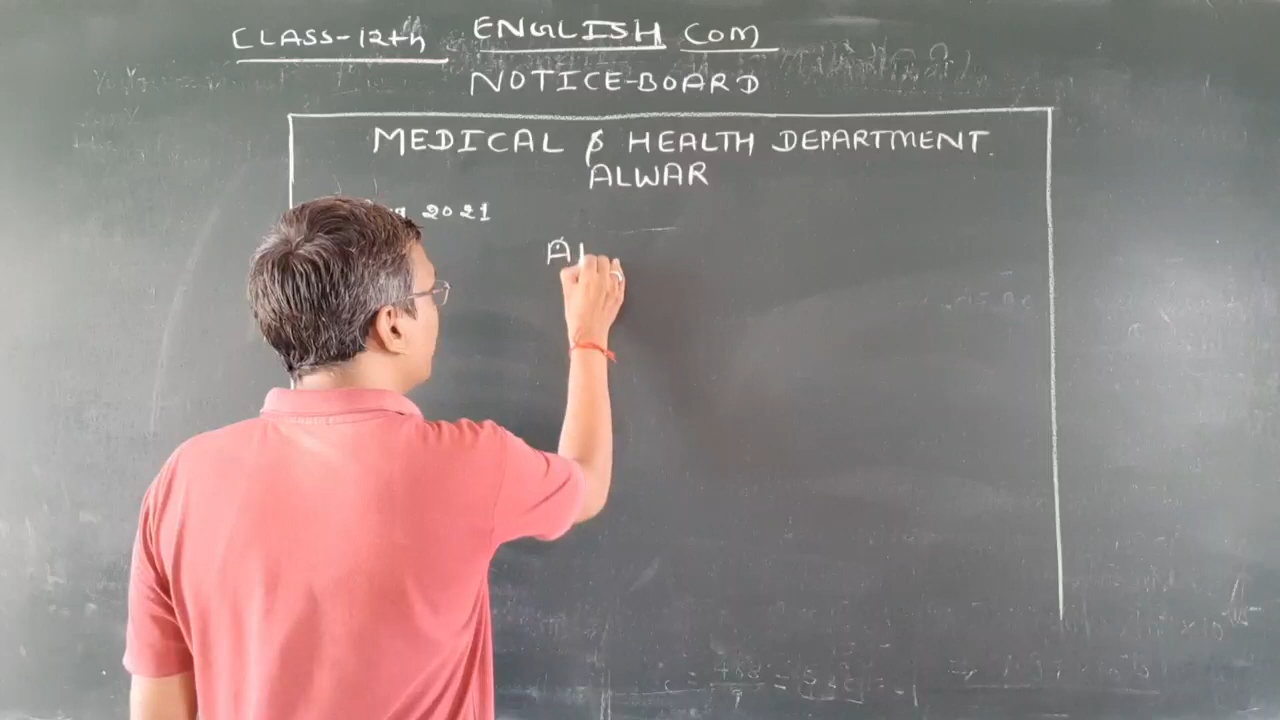 CLASS-12th ENGLISH COM
NOTICE-BOARD
MEDICAL & HEALTH DEPARTMENT
ALWAR
2021
A